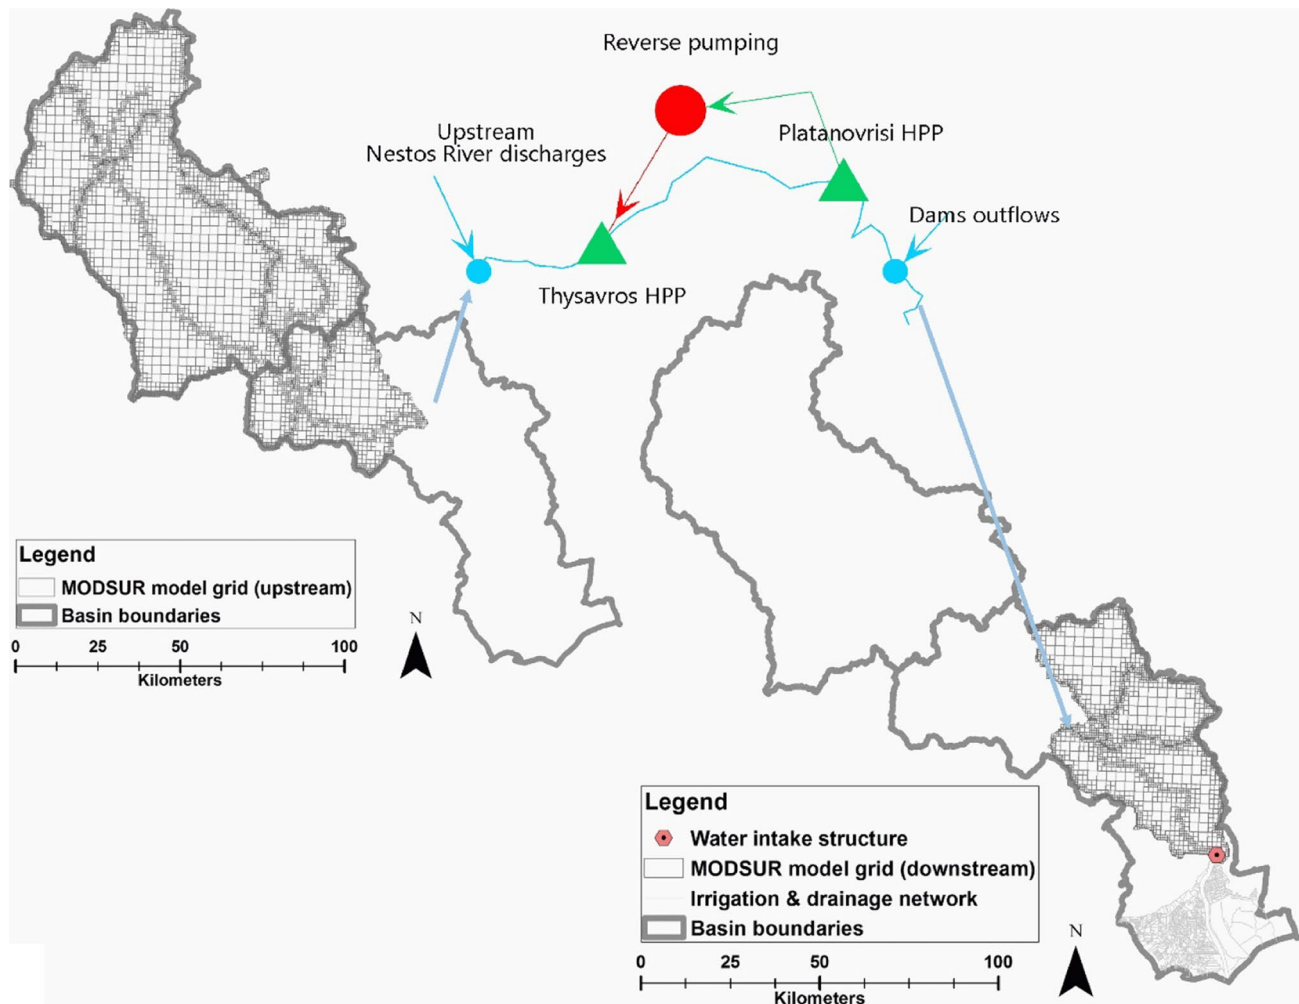 Reverse pumping
Upstream
Nestos River discharges
Platanovrisi HPP
Dams outflows
Thysavros HPP
Legend
MODSUR model grid (upstream)
Basin boundaries
0 25 50 100
Kilometers
N
Legend
Water intake structure
MODSUR model grid (downstream)
Irrigation & drainage network
Basin boundaries
0 25 50 100
Kilometers
N